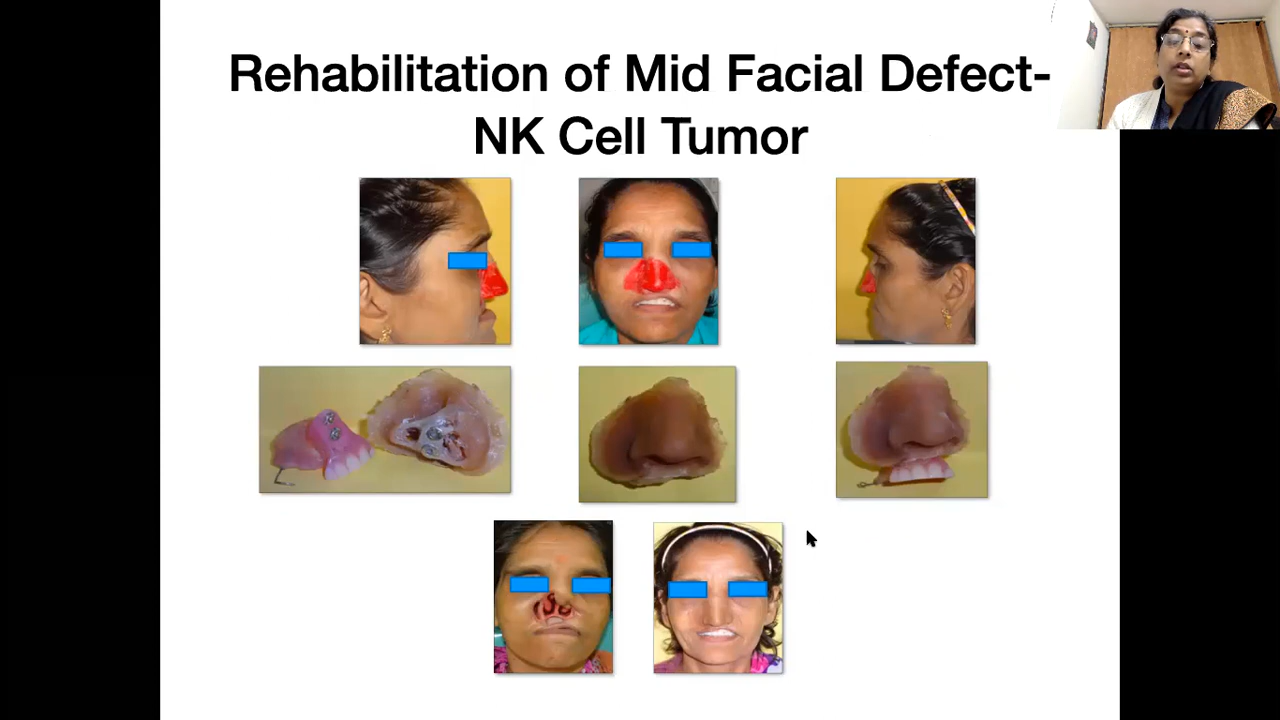 Rehabilitation of Mid Facial Defect-
NK Cell Tumor